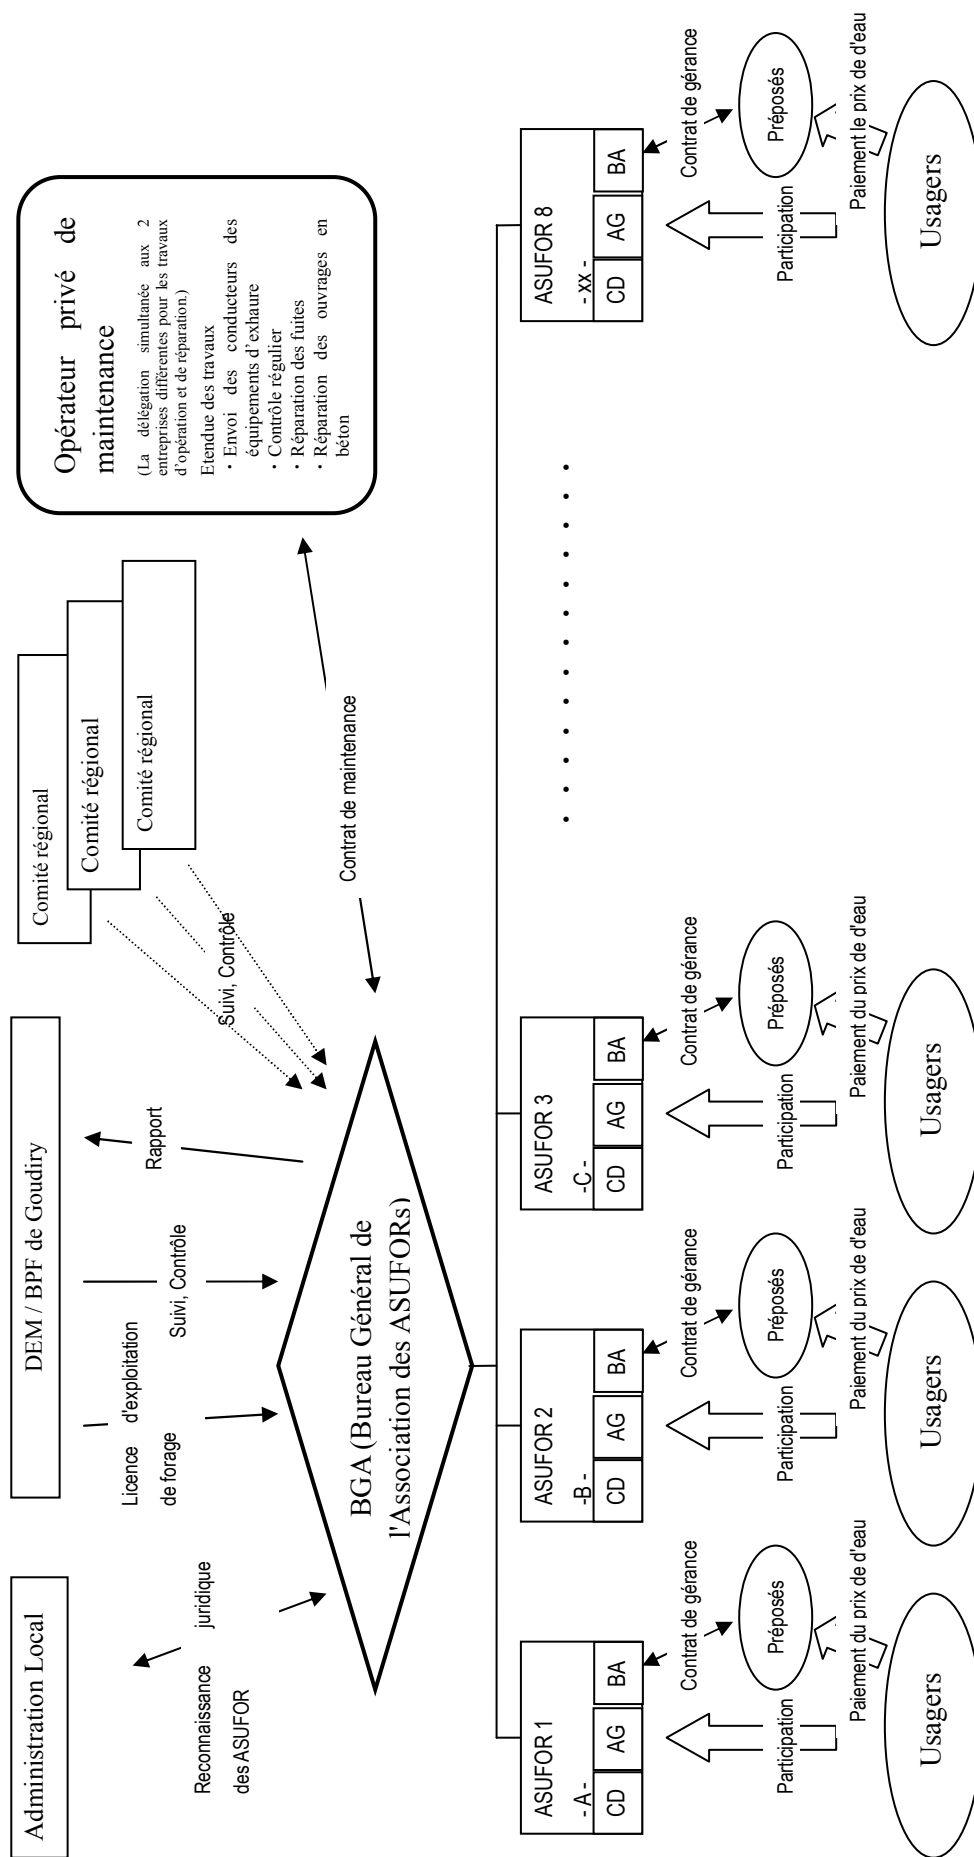 Administration Local
DEM / BPF de Goudiry
Comité régional
Comité régional
Comité régional
Opérateur privé de
maintenance
(La délégation simultanée aux 2
entreprises différentes pour les travaux
d'opération et de réparation.)
Etendue des travaux
・Envoi des conducteurs des
équipements d'exhaure
・Contrôle régulier
・Réparation des fuites
・Réparation des ouvrages en
béton
Reconnaissance juridique
des ASUFOR
Licence d'exploitation
de forage
Suivi, Contrôle
Rapport
Suivi, Contrôle
Contrat de maintenance
BGA (Bureau Général de
l'Association des ASUFORs)
ASUFOR 1
- A -
CD AG BA
ASUFOR 2
-B -
CD AG BA
ASUFOR 3
-C -
CD AG BA
ASUFOR 8
- xx -
CD AG BA
Contrat de gérance
Préposés
Participation
Paiement du prix de d'eau
Usagers
Contrat de gérance
Préposés
Participation
Paiement du prix de d'eau
Usagers
Contrat de gérance
Préposés
Participation
Paiement du prix de d'eau
Usagers
Contrat de gérance
Préposés
Participation
Paiement le prix de d'eau
Usagers